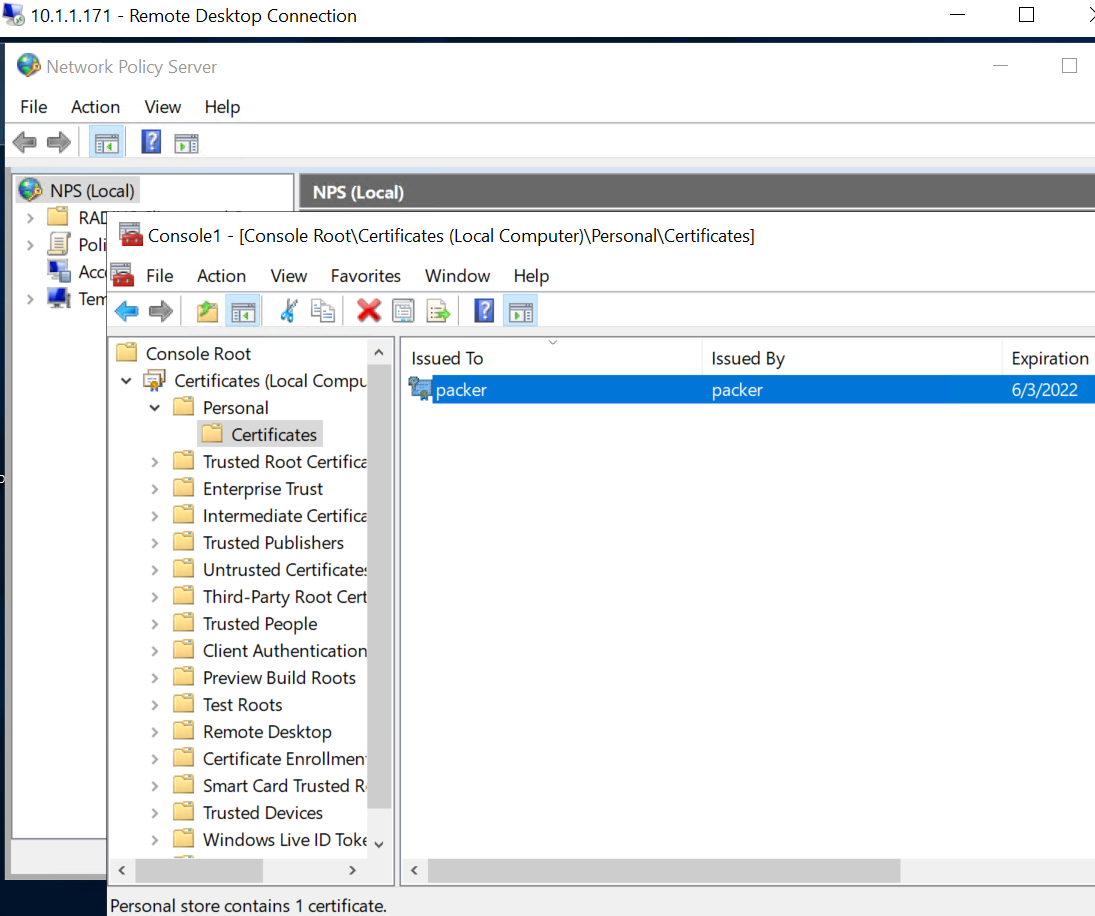 10.1.1.171 - Remote Desktop Connection
Network Policy Server
File Action View Help
NPS (Local)
NPS (Local)
Console1 - [Console Root\Certificates (Local Computer)\Personal\Certificates]
File Action View Favorites Window Help
Console Root
Certificates (Local Compu
Personal
Certificates
Trusted Root Certifica
Enterprise Trust
Intermediate Certifica
Trusted Publishers
Untrusted Certificates
Third-Party Root Cert
Trusted People
Client Authentication
Preview Build Roots
Test Roots
Remote Desktop
Certificate Enrollmen
Smart Card Trusted R
Trusted Devices
Windows Live ID Toke
Issued To Issued By Expiration
packer packer 6/3/2022
Personal store contains 1 certificate.
Poli
Acc
Tem